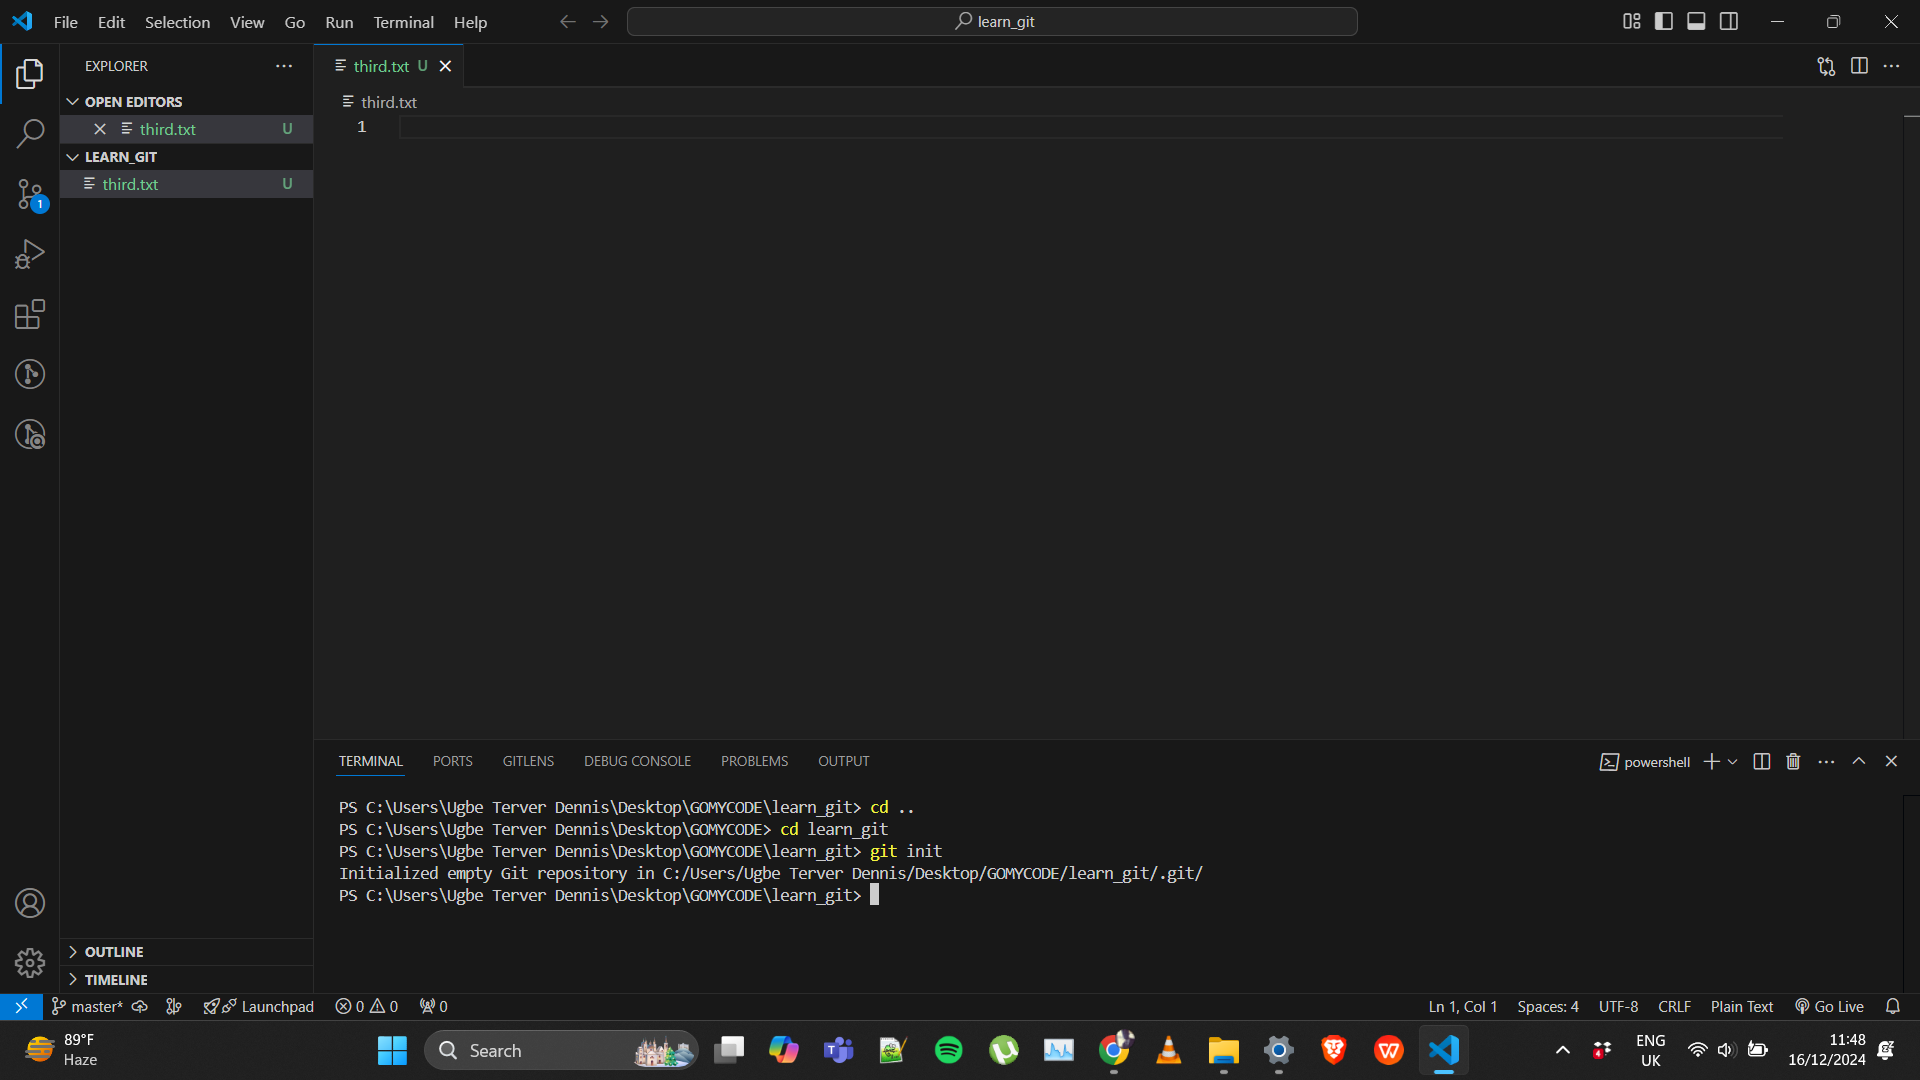 File Edit Selection View Go Run Terminal Help
learn_git
EXPLORER
OPEN EDITORS
third.txt U
LEARN_GIT
third.txt U
third.txt U
third.txt
1
1
TERMINAL PORTS GITLENS DEBUG CONSOLE PROBLEMS OUTPUT
powershell
PS C:\Users\Ugbe Terver Dennis\Desktop\GOMYCODE\learn_git> cd ..
PS C:\Users\Ugbe Terver Dennis\Desktop\GOMYCODE> cd learn_git
PS C:\Users\Ugbe Terver Dennis\Desktop\GOMYCODE\learn_git> git init
Initialized empty Git repository in C:/Users/Ugbe Terver Dennis/Desktop/GOMYCODE/learn_git/.git/
PS C:\Users\Ugbe Terver Dennis\Desktop\GOMYCODE\learn_git>
OUTLINE
TIMELINE
master* Launchpad 0 0 0 Ln 1, Col 1 Spaces: 4 UTF-8 CRLF Plain Text Go Live
89°F
Haze
Search
4
ENG
UK
11:48
16/12/2024